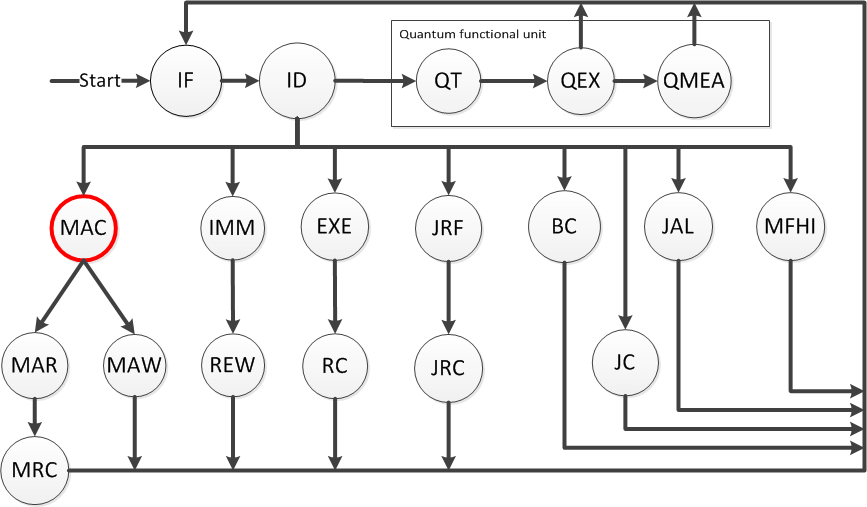 Quantum functional unit
Start
IF
ID
QT
QEX
QMEA
MAC
IMM
EXE
JRF
BC
JAL
MFHI
MAR
MAW
REW
RC
JRC
JC
MRC